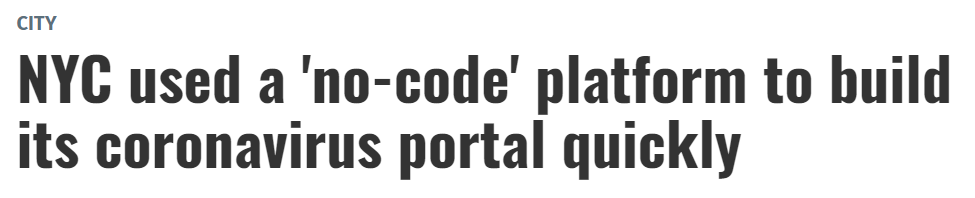 CITY
NYC used a 'no-code' platform to build
its coronavirus portal quickly